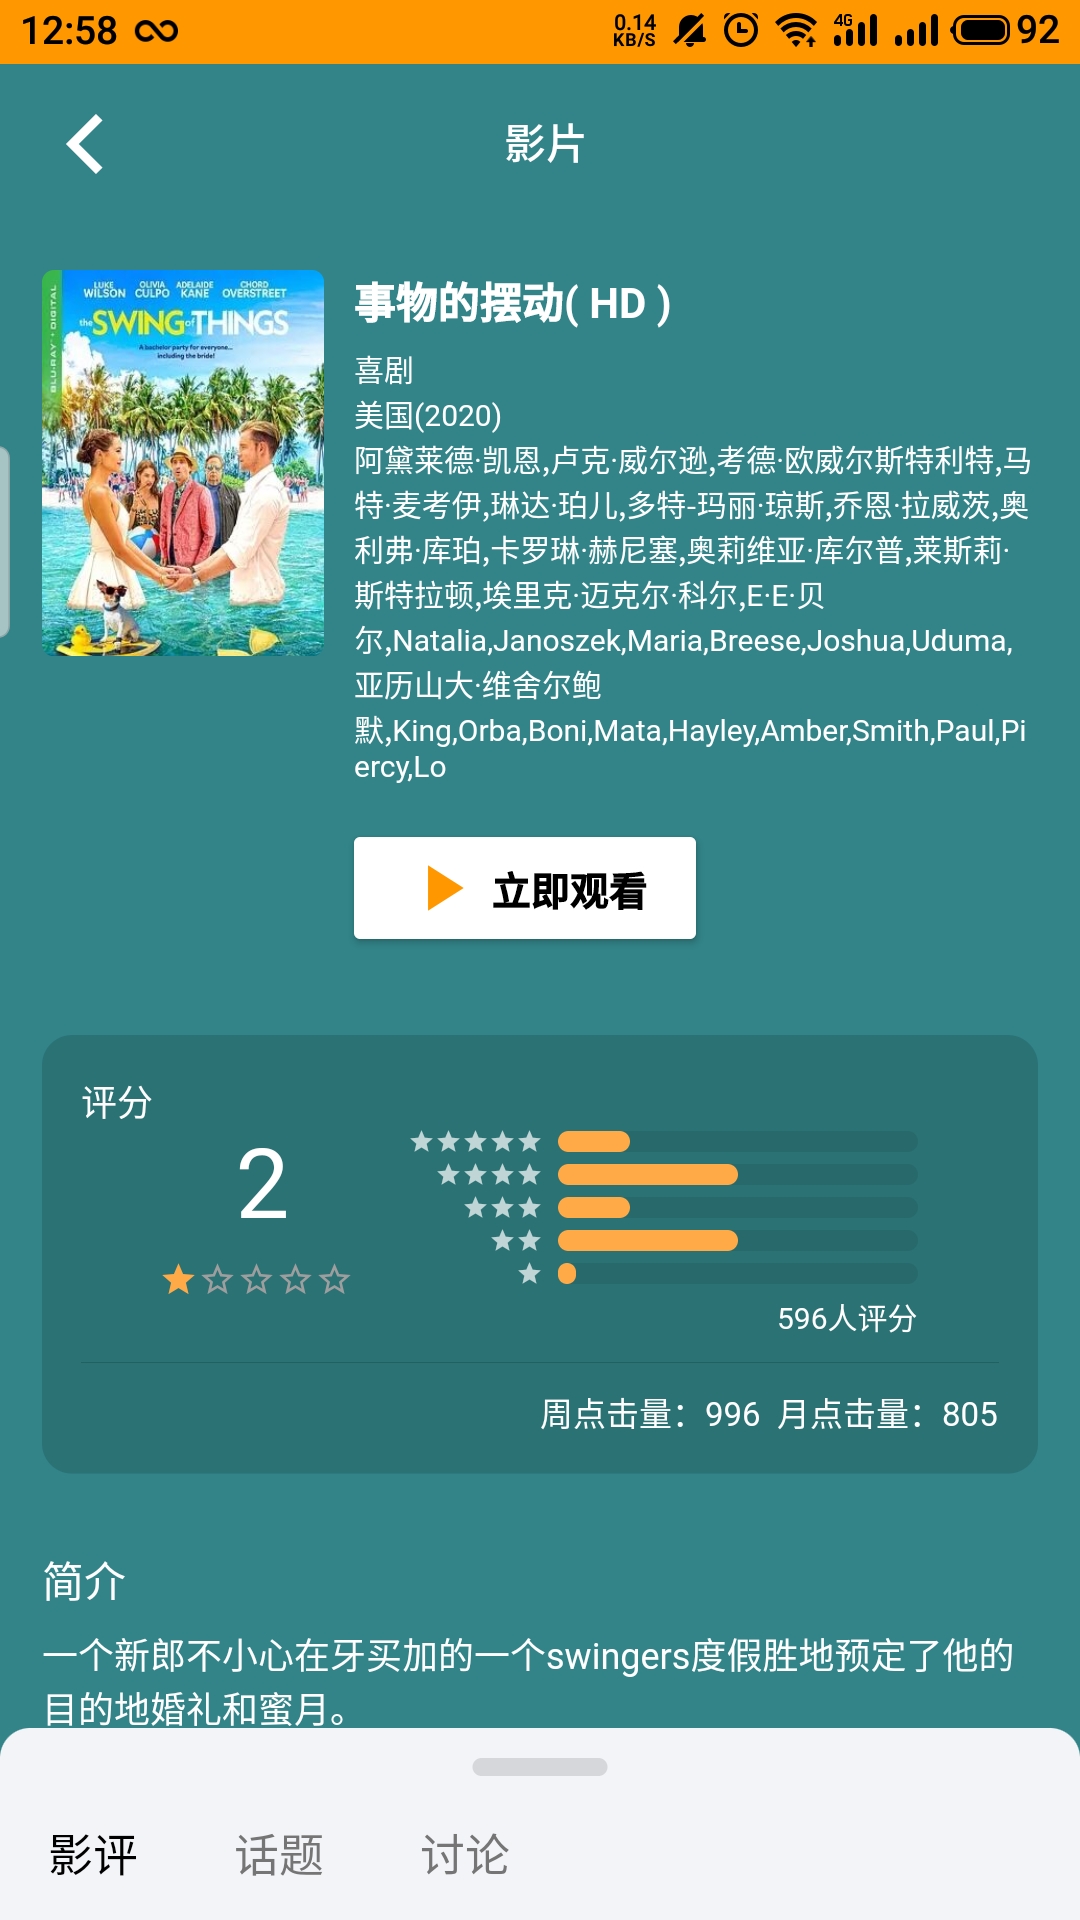 12:58
0.14
KB/S
4G
92
影片
BLU-RAY + DIGITAL
LUKE WILSON
OLIVIA CULPO
ADELAIDE KANE
CHORD OVERSTREET
the SWING of THINGS
A bachelor party for everyone...
including the bride!
事物的摆动( HD )
喜剧
美国(2020)
阿黛莱德·凯恩,卢克·威尔逊,考德·欧威尔斯特利特,马
特·麦考伊,琳达·珀儿,多特-玛丽·琼斯,乔恩·拉威茨,奥
利弗·库珀,卡罗琳·赫尼塞,奥莉维亚·库尔普,莱斯莉·
斯特拉顿,埃里克·迈克尔·科尔,E·E·贝
尔,Natalia,Janoszek,Maria,Breese,Joshua,Uduma,
亚历山大·维舍尔鲍
默,King,Orba,Boni,Mata,Hayley,Amber,Smith,Paul,Pi
ercy,Lo
立即观看
评分
2
596人评分
周点击量：996 月点击量：805
简介
一个新郎不小心在牙买加的一个swingers度假胜地预定了他的
目的地婚礼和蜜月。
影评
话题
讨论